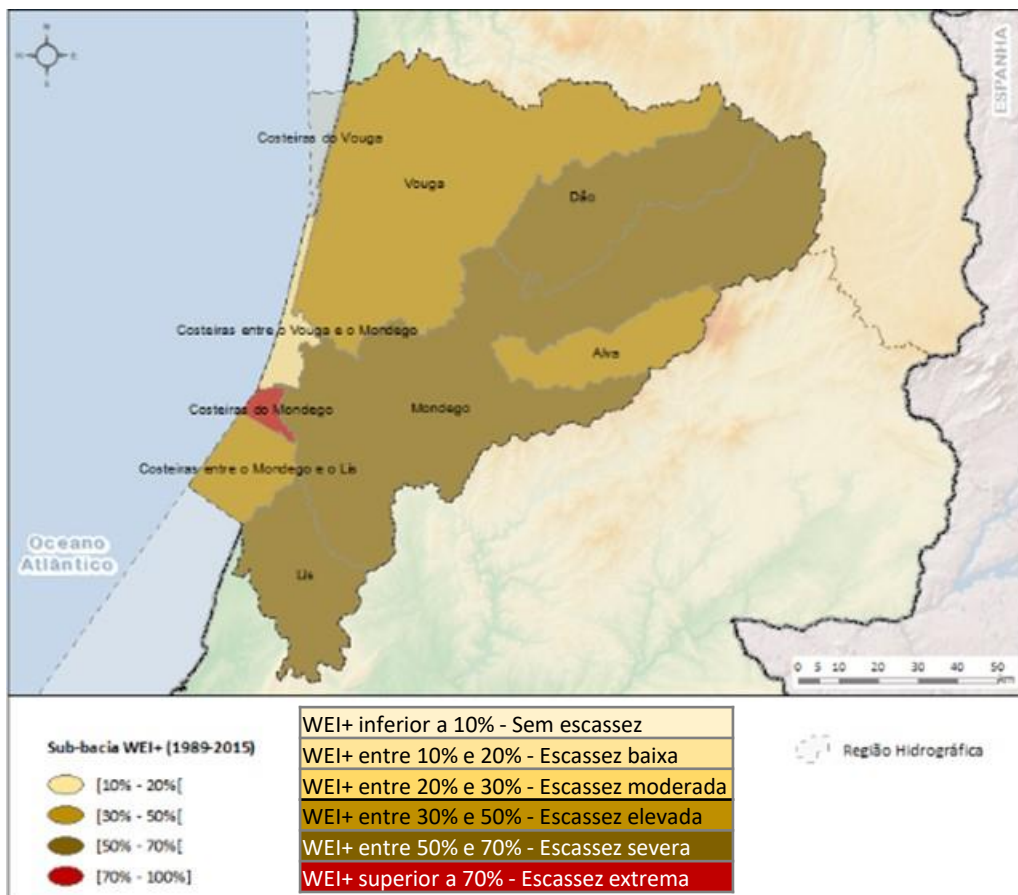 N
E
S
ESPANHA
Costeiras do Vouga
Vouga
Dão
Costeiras entre o Vouga e o Mondego
Alva
Costeiras do Mondego
Mondego
Costeiras entre o Mondego e o Lis
Oceano
Atlântico
Lis
0 5 10 20 30 40 50
Km
Sub-bacia WEI+ (1989-2015)
[10% - 20%[
[30% - 50%[
[50% - 70%[
[70% - 100%]
WEI+ inferior a 10% - Sem escassez
WEI+ entre 10% e 20% - Escassez baixa
WEI+ entre 20% e 30% - Escassez moderada
WEI+ entre 30% e 50% - Escassez elevada
WEI+ entre 50% e 70% - Escassez severa
WEI+ superior a 70% - Escassez extrema
Região Hidrográfica